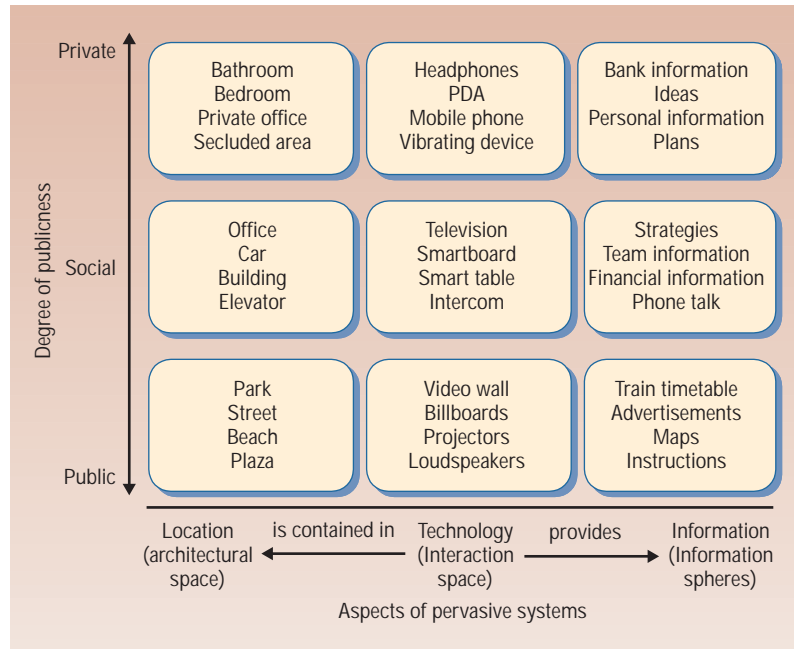 Private
Bathroom
Bedroom
Private office
Secluded area
Headphones
PDA
Mobile phone
Vibrating device
Bank information
Ideas
Personal information
Plans
Degree of publicness
Social
Office
Car
Building
Elevator
Television
Smartboard
Smart table
Intercom
Strategies
Team information
Financial information
Phone talk
Park
Street
Beach
Plaza
Video wall
Billboards
Projectors
Loudspeakers
Train timetable
Advertisements
Maps
Instructions
Public
Location
(architectural
space)
is contained in
Technology
(Interaction
space)
provides
Information
(Information
spheres)
Aspects of pervasive systems